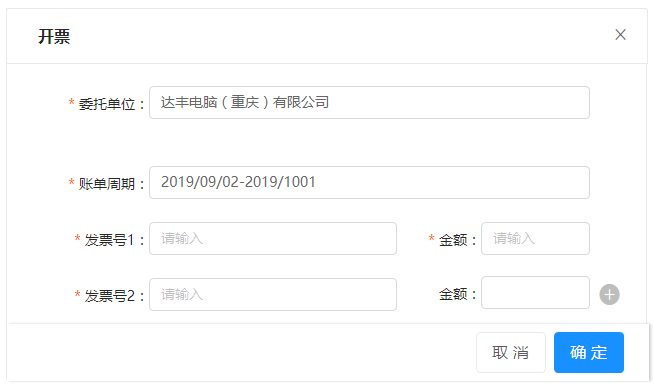 开票
* 委托单位： 达丰电脑（重庆）有限公司
* 账单周期： 2019/09/02-2019/1001
* 发票号1： 请输入 * 金额： 请输入
* 发票号2： 请输入 金额：
取 消 确 定